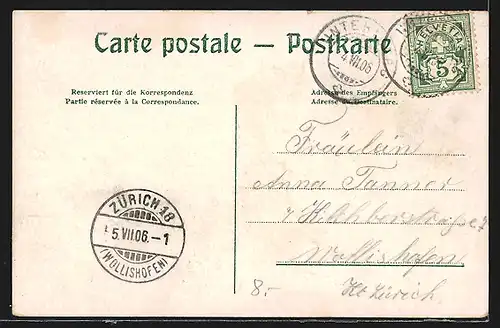 Carte postale — Postkarte
Reserviert für die Korrespondenz
Partie réservée à la Correspondance.
Adresse des Empfängers
Adresse du Destinataire.
HELVETIA
5
4.VII.06
Fräulein
Anna Tanner
Wollishofen
Kt Zürich
8.-
ZÜRICH 18
5.VII.06.-1
(WOLLISHOFEN)